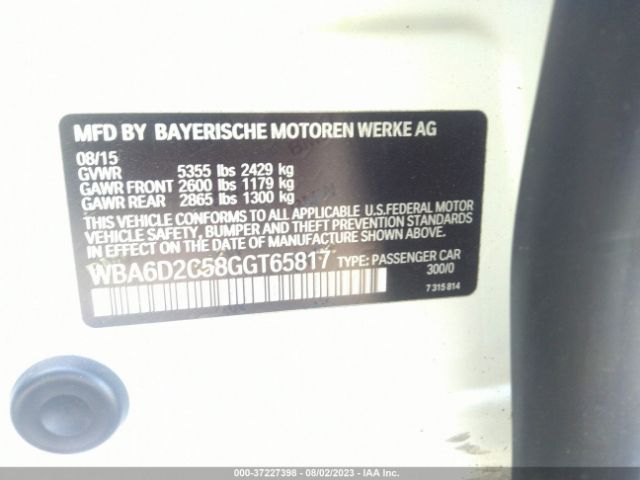 MFD BY BAYERISCHE MOTOREN WERKE AG
08/15
GVWR 5355 lbs 2429 kg
GAWR FRONT 2600 lbs 1179 kg
GAWR REAR 2865 lbs 1300 kg
THIS VEHICLE CONFORMS TO ALL APPLICABLE U.S.FEDERAL MOTOR
VEHICLE SAFETY, BUMPER AND THEFT PREVENTION STANDARDS
IN EFFECT ON THE DATE OF MANUFACTURE SHOWN ABOVE.
WBA6D2C58GGT65817 TYPE: PASSENGER CAR
300/0
7 315 814
000-37227398 - 08/02/2023 - IAA Inc.